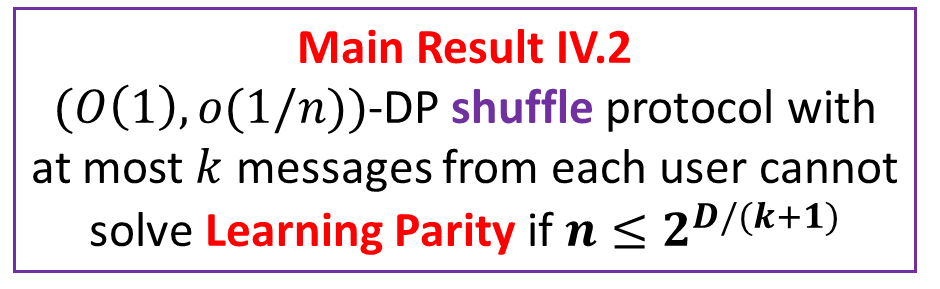 Main Result IV.2
(O(1), o(1/n))-DP shuffle protocol with
at most k messages from each user cannot
solve Learning Parity if n ≤ 2^{D/(k+1)}